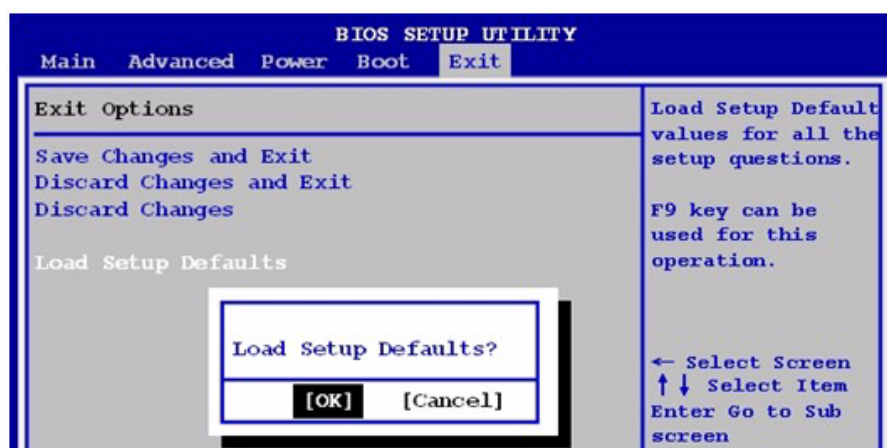 BIOS SETUP UTILITY
Main Advanced Power Boot Exit
Exit Options
Save Changes and Exit
Discard Changes and Exit
Discard Changes
Load Setup Defaults
Load Setup Defaults?
[OK] [Cancel]
Load Setup Default
values for all the
setup questions.
F9 key can be
used for this
operation.
← Select Screen
↑↓ Select Item
Enter Go to Sub
screen